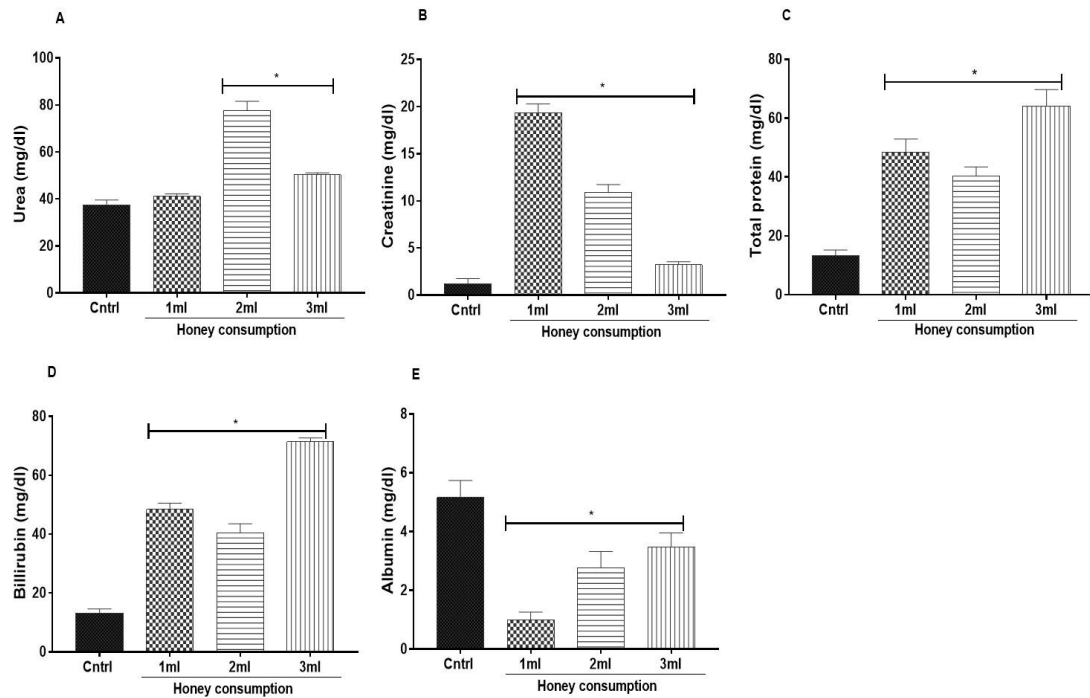 A
Urea (mg/dl)
100
80
60
40
20
0
*
Cntrl 1ml 2ml 3ml
Honey consumption
B
Creatinine (mg/dl)
25
20
15
10
5
0
*
Cntrl 1ml 2ml 3ml
Honey consumption
C
Total protein (mg/dl)
80
60
40
20
0
*
Cntrl 1ml 2ml 3ml
Honey consumption
D
Billirubin (mg/dl)
80
60
40
20
0
*
Cntrl 1ml 2ml 3ml
Honey consumption
E
Albumin (mg/dl)
8
6
4
2
0
*
Cntrl 1ml 2ml 3ml
Honey consumption